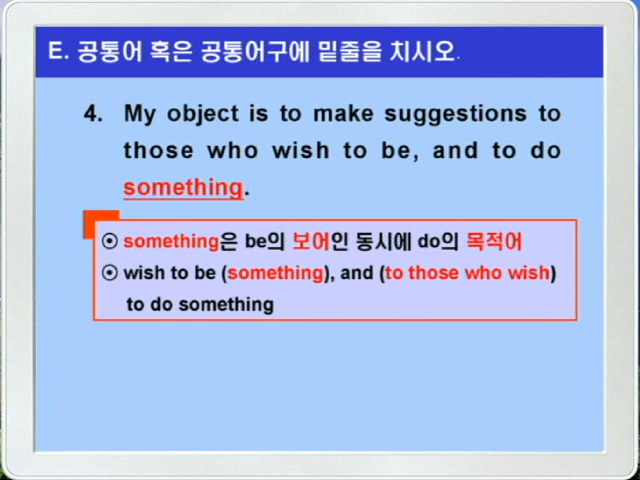 E. 공통어 혹은 공통어구에 밑줄을 치시오.
4. My object is to make suggestions to
those who wish to be, and to do
something.
⊙ something은 be의 보어인 동시에 do의 목적어
⊙ wish to be (something), and (to those who wish)
to do something